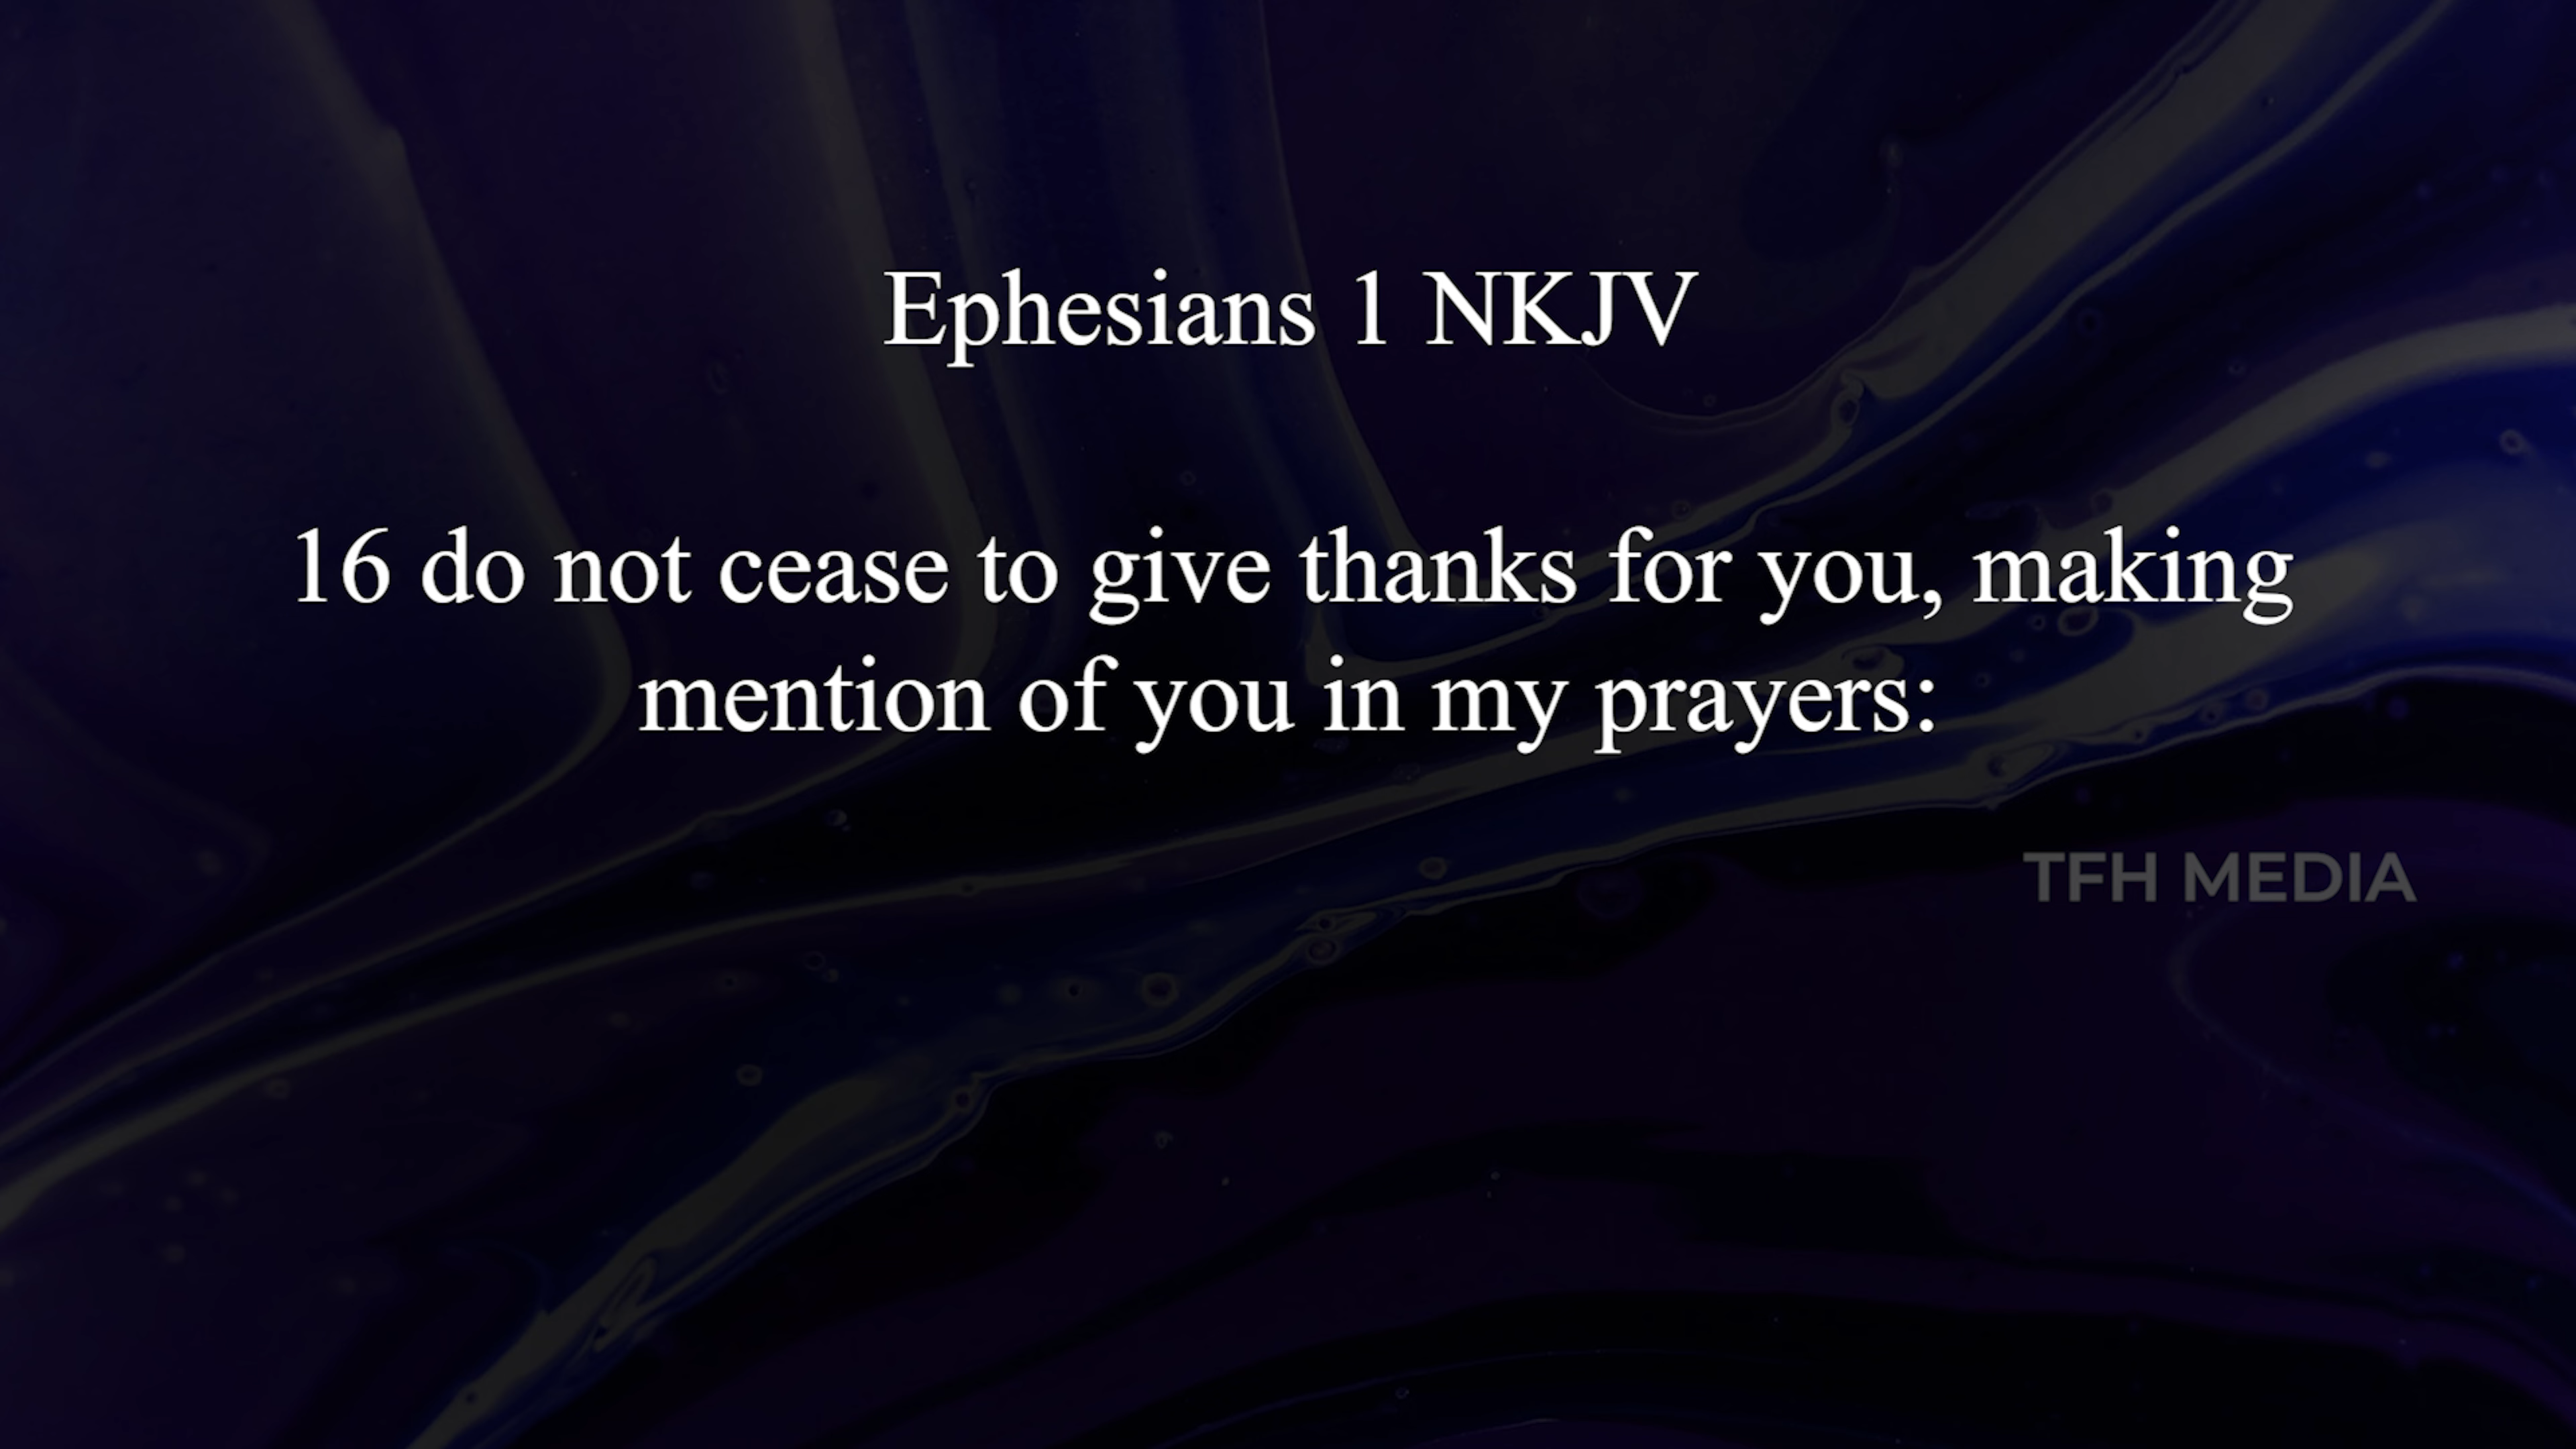 Ephesians 1 NKJV
16 do not cease to give thanks for you, making
mention of you in my prayers:
TFH MEDIA